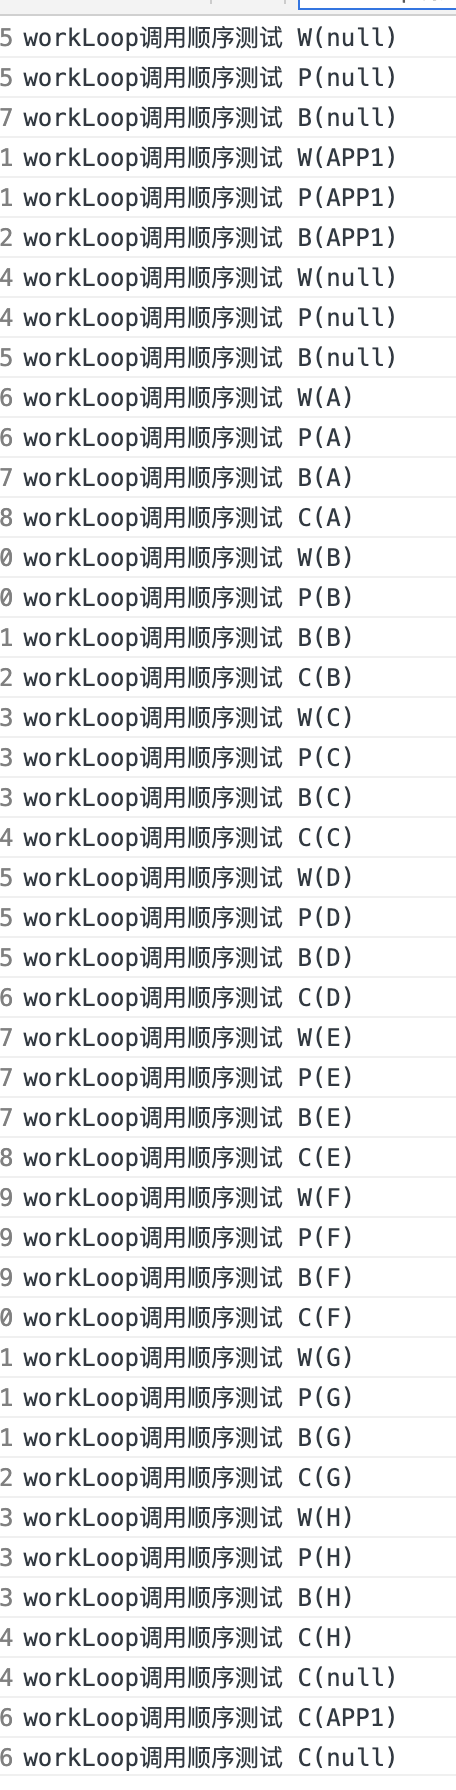 5 workLoop调用顺序测试 W(null)
5 workLoop调用顺序测试 P(null)
7 workLoop调用顺序测试 B(null)
1 workLoop调用顺序测试 W(APP1)
1 workLoop调用顺序测试 P(APP1)
2 workLoop调用顺序测试 B(APP1)
4 workLoop调用顺序测试 W(null)
4 workLoop调用顺序测试 P(null)
5 workLoop调用顺序测试 B(null)
6 workLoop调用顺序测试 W(A)
6 workLoop调用顺序测试 P(A)
7 workLoop调用顺序测试 B(A)
8 workLoop调用顺序测试 C(A)
0 workLoop调用顺序测试 W(B)
0 workLoop调用顺序测试 P(B)
1 workLoop调用顺序测试 B(B)
2 workLoop调用顺序测试 C(B)
3 workLoop调用顺序测试 W(C)
3 workLoop调用顺序测试 P(C)
3 workLoop调用顺序测试 B(C)
4 workLoop调用顺序测试 C(C)
5 workLoop调用顺序测试 W(D)
5 workLoop调用顺序测试 P(D)
5 workLoop调用顺序测试 B(D)
6 workLoop调用顺序测试 C(D)
7 workLoop调用顺序测试 W(E)
7 workLoop调用顺序测试 P(E)
7 workLoop调用顺序测试 B(E)
8 workLoop调用顺序测试 C(E)
9 workLoop调用顺序测试 W(F)
9 workLoop调用顺序测试 P(F)
9 workLoop调用顺序测试 B(F)
0 workLoop调用顺序测试 C(F)
1 workLoop调用顺序测试 W(G)
1 workLoop调用顺序测试 P(G)
1 workLoop调用顺序测试 B(G)
2 workLoop调用顺序测试 C(G)
3 workLoop调用顺序测试 W(H)
3 workLoop调用顺序测试 P(H)
3 workLoop调用顺序测试 B(H)
4 workLoop调用顺序测试 C(H)
4 workLoop调用顺序测试 C(null)
6 workLoop调用顺序测试 C(APP1)
6 workLoop调用顺序测试 C(null)